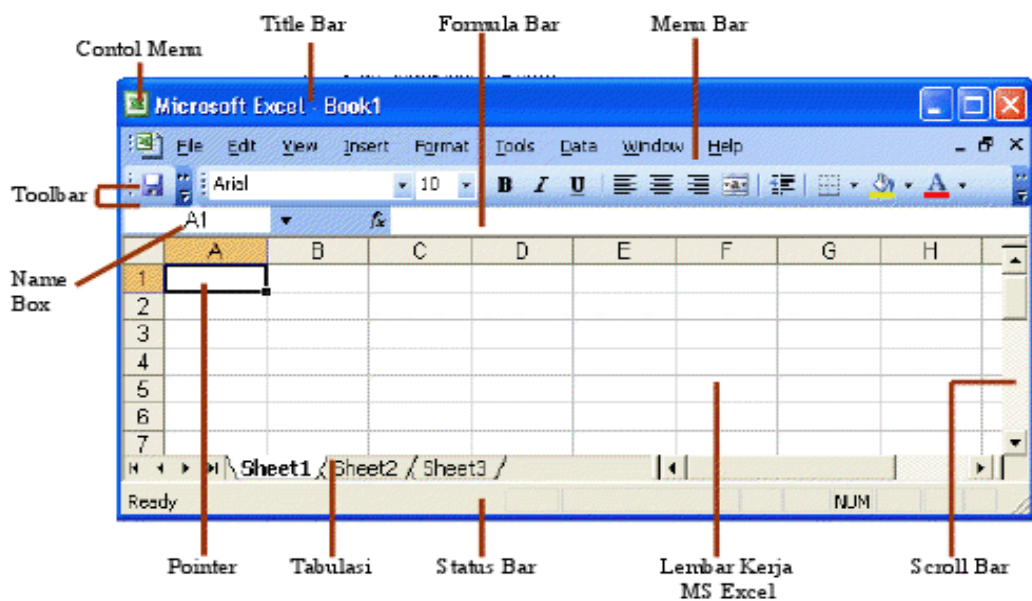 Title Bar Formula Bar Menu Bar
Contol Menu
Microsoft Excel - Book1
File Edit View Insert Format Tools Data Window Help
Toolbar
Arial 10 B I U A
A1 fx
A B C D E F G H
Name
Box
1
2
3
4
5
6
7
Sheet1 Sheet2 Sheet3
Ready NUM
Pointer Tabulasi Status Bar Lembar Kerja Scroll Bar
MS Excel